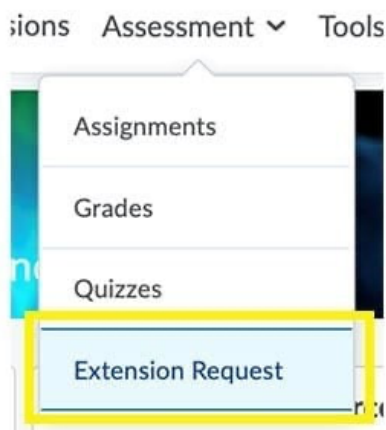 Assessment Tools
Assignments
Grades
Quizzes
Extension Request